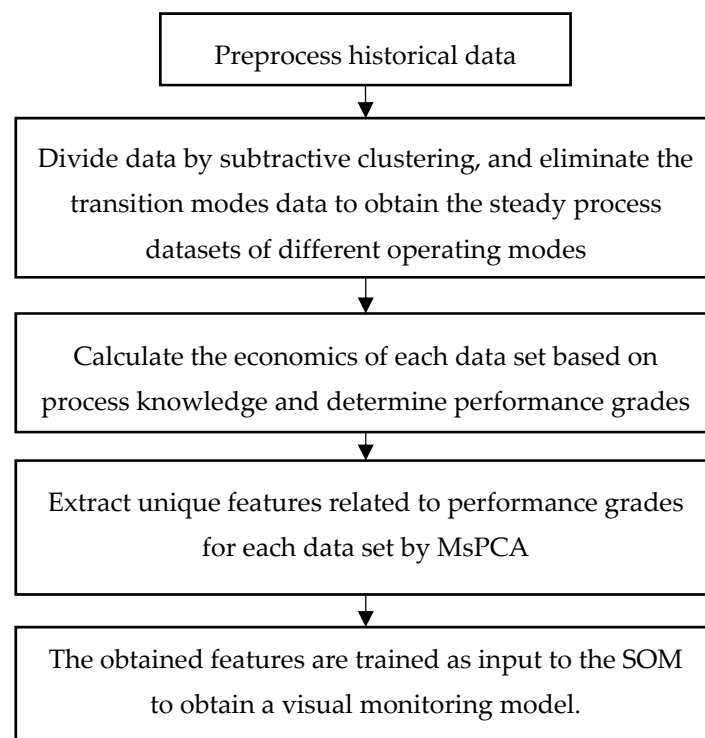 Preprocess historical data
Divide data by subtractive clustering, and eliminate the
transition modes data to obtain the steady process
datasets of different operating modes
Calculate the economics of each data set based on
process knowledge and determine performance grades
Extract unique features related to performance grades
for each data set by MsPCA
The obtained features are trained as input to the SOM
to obtain a visual monitoring model.